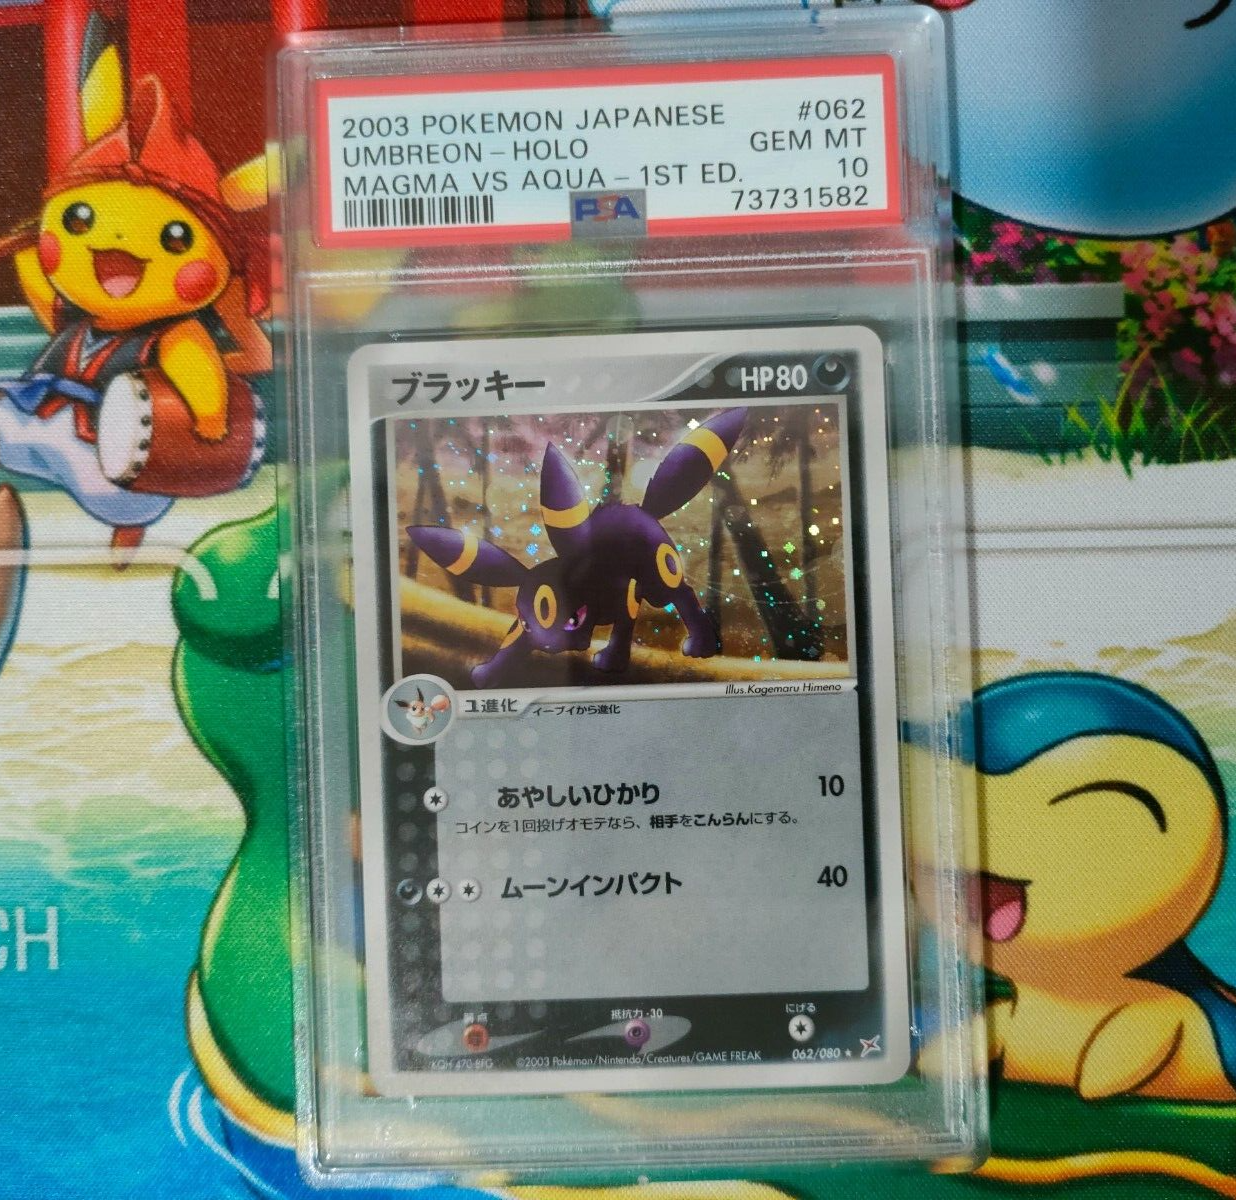 2003 POKEMON JAPANESE #062
UMBREON - HOLO GEM MT
MAGMA VS AQUA - 1ST ED. 10
73731582
PSA
ブラッキー HP80
Illus.Kagemaru Himeno
1進化 イーブイから進化
あやしいひかり 10
コインを1回投げオモテなら、相手をこんらんにする。
ムーンインパクト 40
弱点 抵抗力 -30 にげる
©2003 Pokémon/Nintendo/Creatures/GAME FREAK 062/080 ★
CH